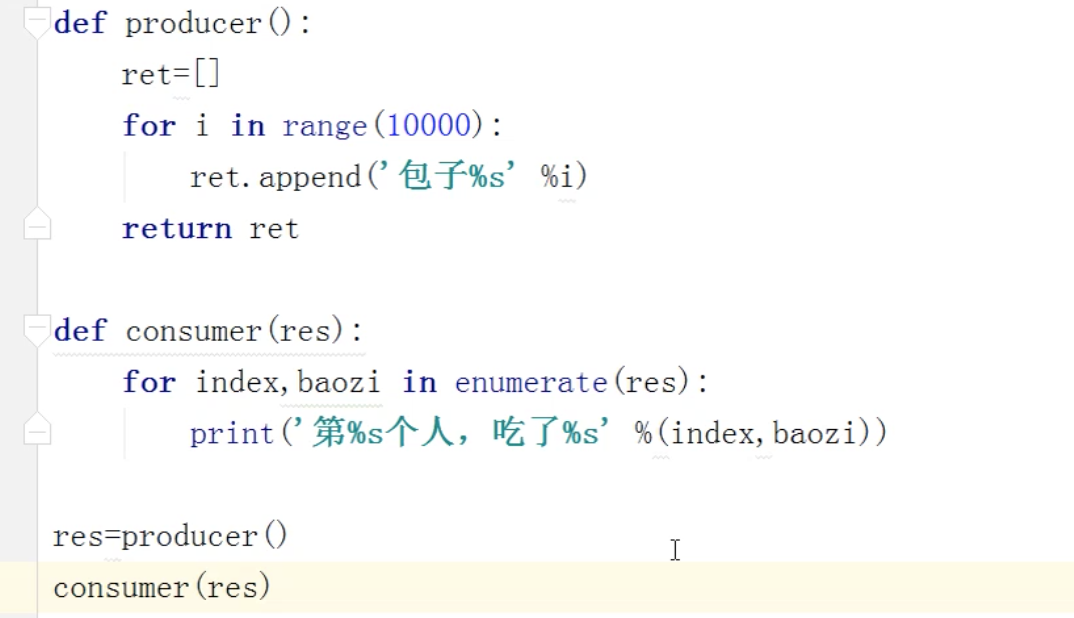 def producer():
    ret=[]
    for i in range(10000):
        ret.append('包子%s' %i)
    return ret
def consumer(res):
    for index,baozi in enumerate(res):
        print('第%s个人，吃了%s' %(index,baozi))
res=producer()
consumer(res)